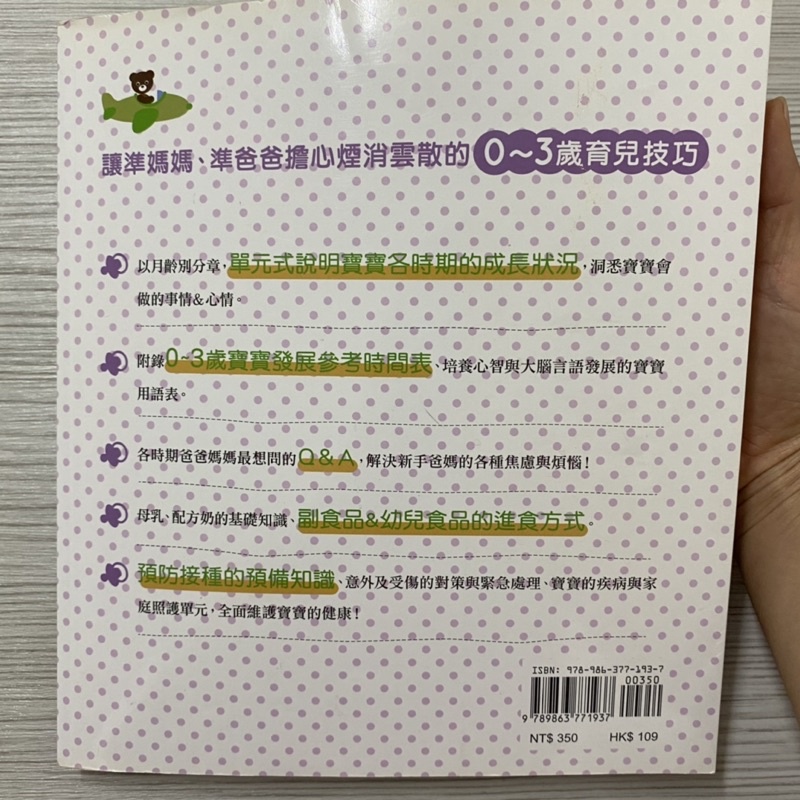 讓準媽媽、準爸爸擔心煙消雲散的0~3歲育兒技巧
以月齡別分章，單元式說明寶寶各時期的成長狀況，洞悉寶寶會
做的事情&心情。
附錄0~3歲寶寶發展參考時間表、培養心智與大腦言語發展的寶寶
用語表。
各時期爸爸媽媽最想問的Q&A，解決新手爸媽的各種焦慮與煩惱！
母乳、配方奶的基礎知識、副食品&幼兒食品的進食方式。
預防接種的預備知識、意外及受傷的對策與緊急處理、寶寶的疾病與家
庭照護單元，全面維護寶寶的健康！
ISBN: 978-986-377-193-7
00350
9 789863 771937
NT$ 350 HK$ 109